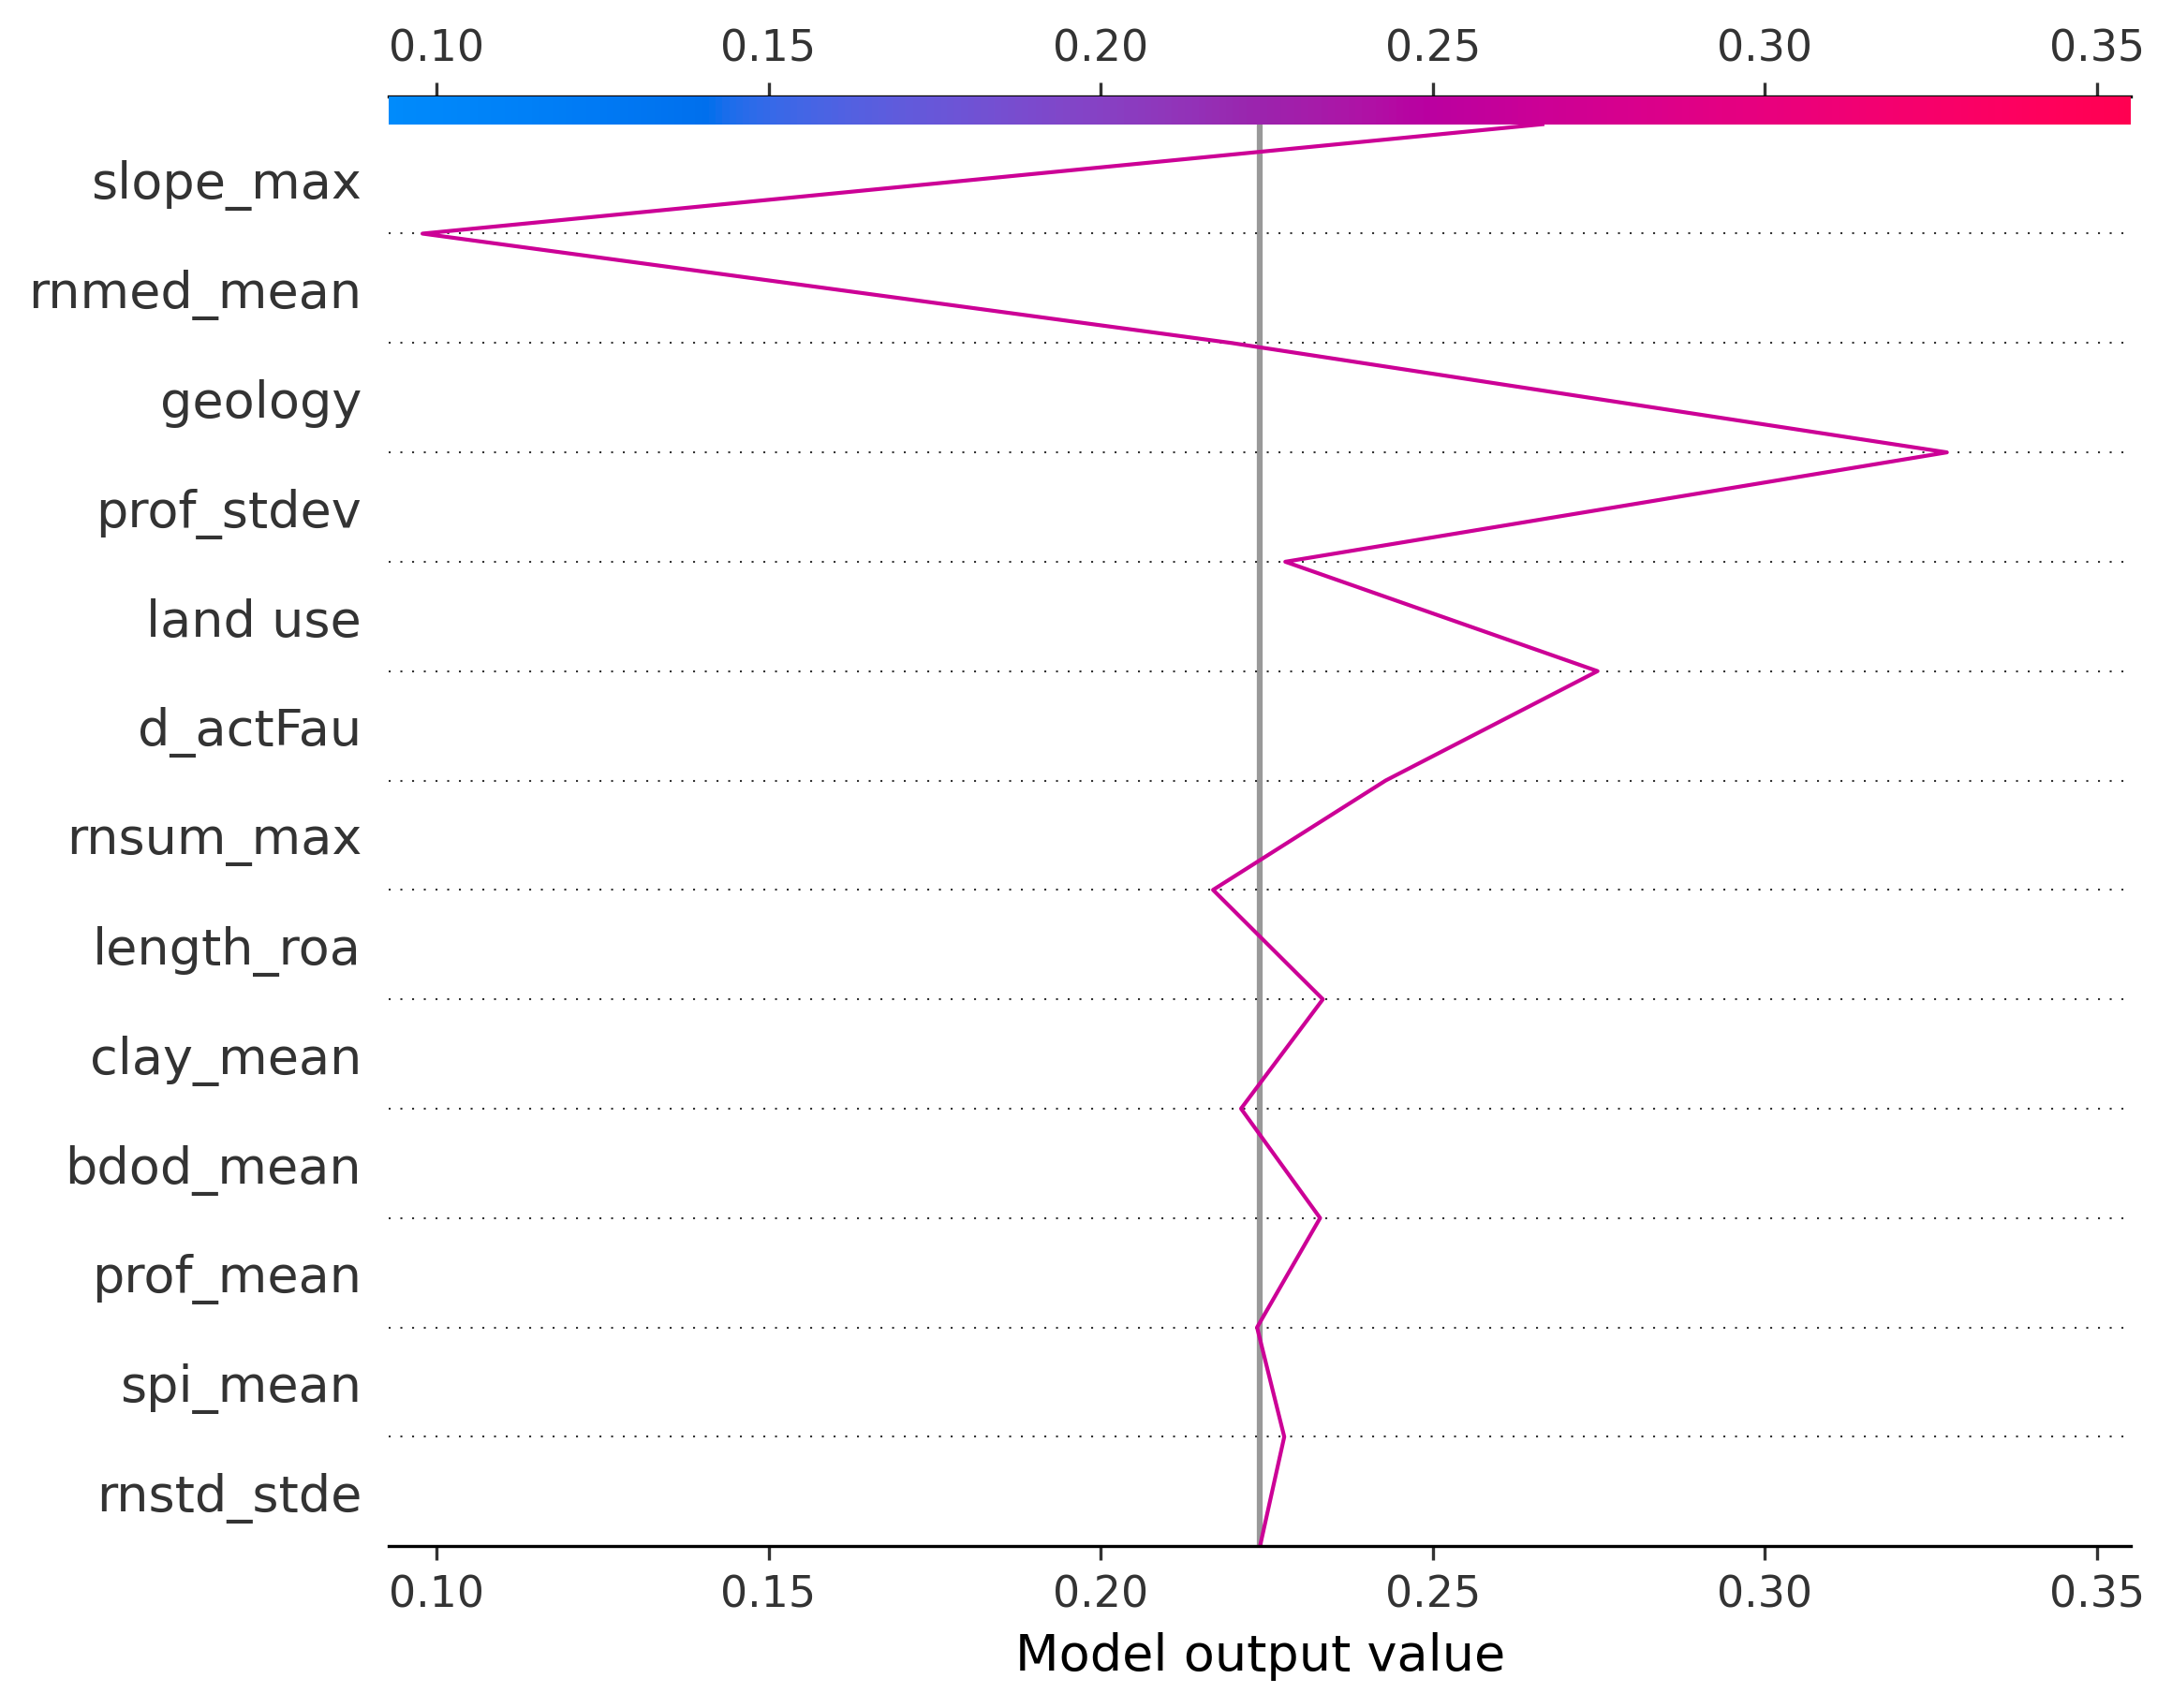 0.10 0.15 0.20 0.25 0.30 0.35
slope_max
rnmed_mean
geology
prof_stdev
land use
d_actFau
rnsum_max
length_roa
clay_mean
bdod_mean
prof_mean
spi_mean
rnstd_stde
0.10 0.15 0.20 0.25 0.30 0.35
Model output value